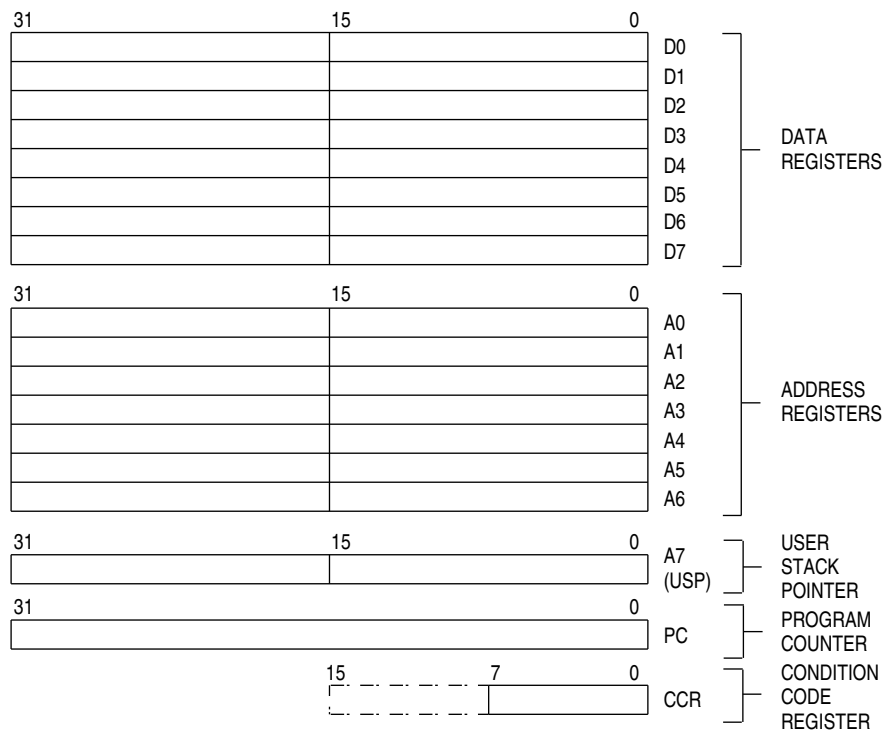 31 15 0
D0
D1
D2
D3
D4
D5
D6
D7
DATA
REGISTERS
31 15 0
A0
A1
A2
A3
A4
A5
A6
ADDRESS
REGISTERS
31 15 0
A7
(USP)
USER
STACK
POINTER
31 0
PC
PROGRAM
COUNTER
15 7 0
CCR
CONDITION
CODE
REGISTER